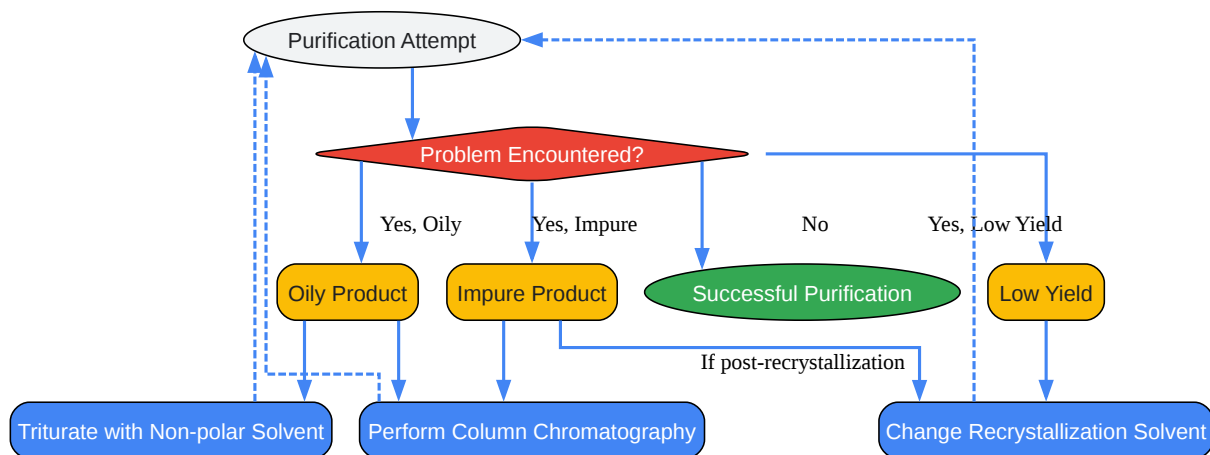 Purification Attempt
Problem Encountered?
Yes, Oily
Yes, Impure
No
Yes, Low Yield
Oily Product
Impure Product
Successful Purification
Low Yield
If post-recrystallization
Triturate with Non-polar Solvent
Perform Column Chromatography
Change Recrystallization Solvent